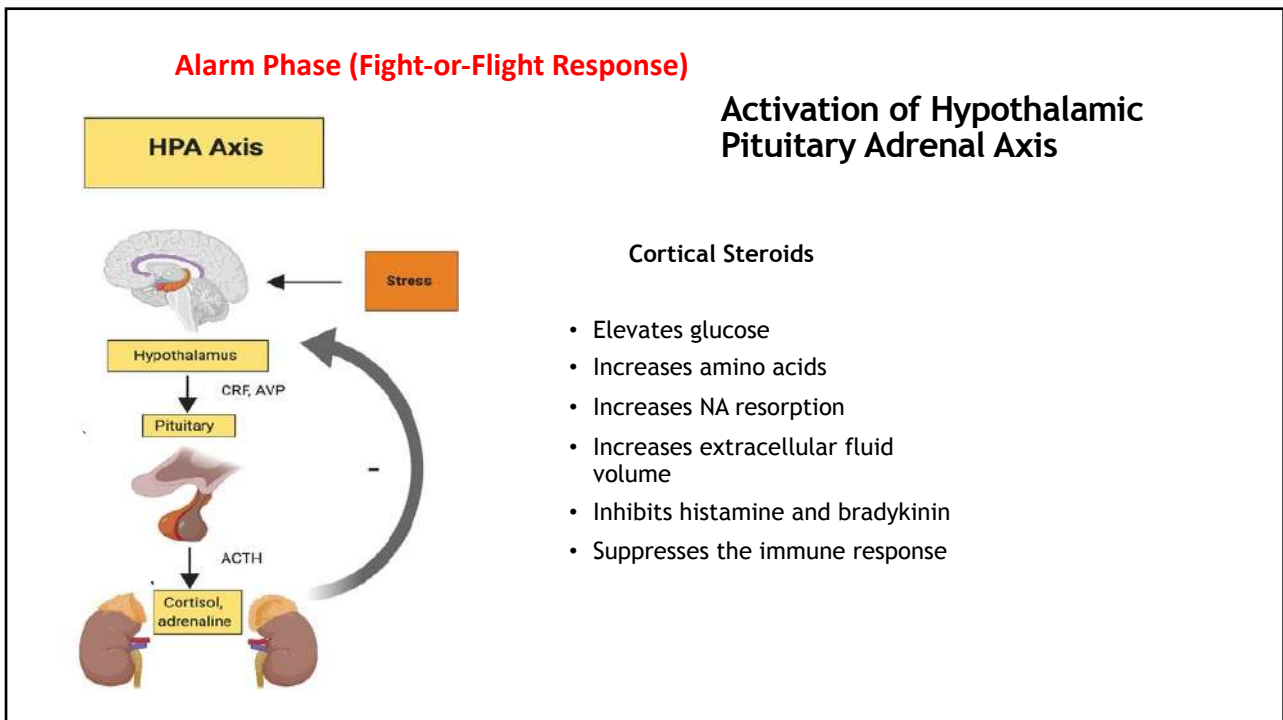 Alarm Phase (Fight-or-Flight Response)
Activation of Hypothalamic
Pituitary Adrenal Axis
HPA Axis
Stress
Hypothalamus
CRF, AVP
Pituitary
-
ACTH
Cortisol,
adrenaline
Cortical Steroids
• Elevates glucose
• Increases amino acids
• Increases NA resorption
• Increases extracellular fluid
volume
• Inhibits histamine and bradykinin
• Suppresses the immune response